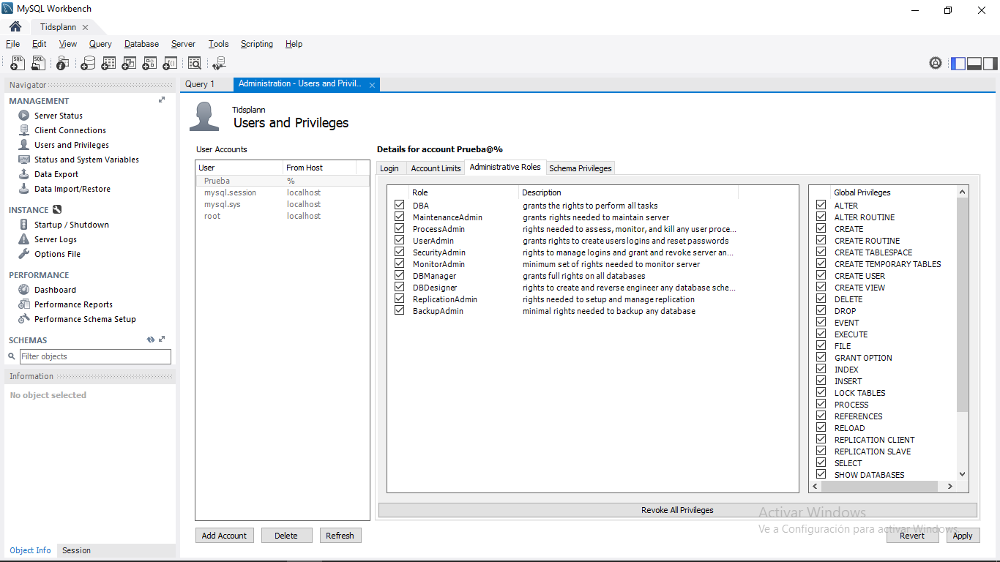 MySQL Workbench
Tidsplann
File Edit View Query Database Server Tools Scripting Help
Navigator
MANAGEMENT
Server Status
Client Connections
Users and Privileges
Status and System Variables
Data Export
Data Import/Restore
INSTANCE
Startup / Shutdown
Server Logs
Options File
PERFORMANCE
Dashboard
Performance Reports
Performance Schema Setup
SCHEMAS
Filter objects
Information
No object selected
Object Info Session
Query 1 Administration - Users and Privil...
Tidsplann
Users and Privileges
User Accounts
User From Host
Prueba %
mysql.session localhost
mysql.sys localhost
root localhost
Add Account Delete Refresh
Details for account Prueba@%
Login Account Limits Administrative Roles Schema Privileges
Role Description
DBA grants the rights to perform all tasks
MaintenanceAdmin grants rights needed to maintain server
ProcessAdmin rights needed to assess, monitor, and kill any user proce...
UserAdmin grants rights to create users logins and reset passwords
SecurityAdmin rights to manage logins and grant and revoke server an...
MonitorAdmin minimum set of rights needed to monitor server
DBManager grants full rights on all databases
DBDesigner rights to create and reverse engineer any database sche...
ReplicationAdmin rights needed to setup and manage replication
BackupAdmin minimal rights needed to backup any database
Global Privileges
ALTER
ALTER ROUTINE
CREATE
CREATE ROUTINE
CREATE TABLESPACE
CREATE TEMPORARY TABLES
CREATE USER
CREATE VIEW
DELETE
DROP
EVENT
EXECUTE
FILE
GRANT OPTION
INDEX
INSERT
LOCK TABLES
PROCESS
REFERENCES
RELOAD
REPLICATION CLIENT
REPLICATION SLAVE
SELECT
SHOW DATABASES
Revoke All Privileges
Activar Windows
Ve a Configuración para activar Windows.
Revert Apply